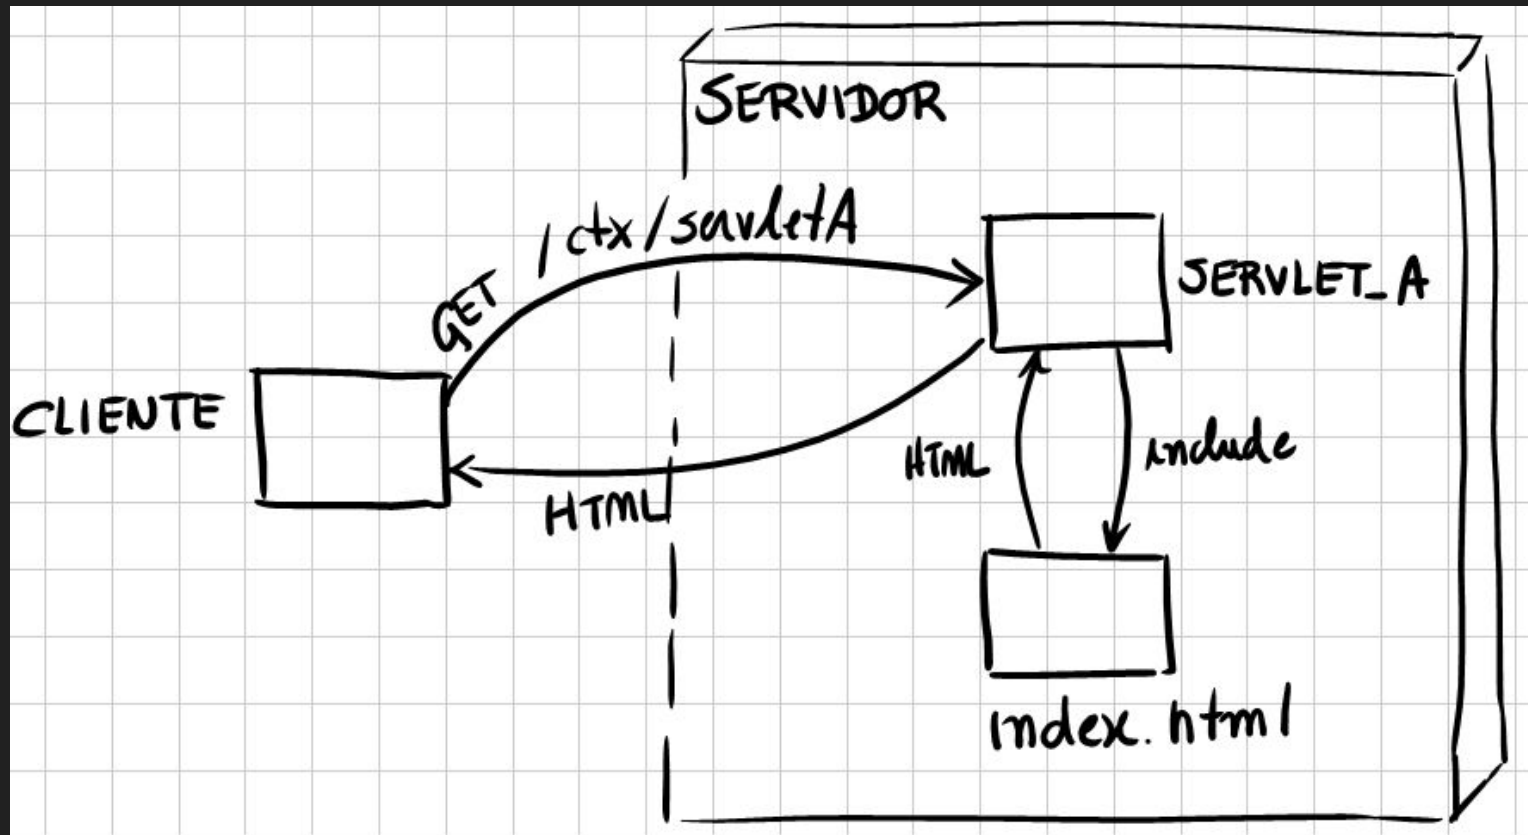 SERVIDOR
GET /ctx/servletA
SERVLET_A
CLIENTE
HTML
include
HTML
index.html